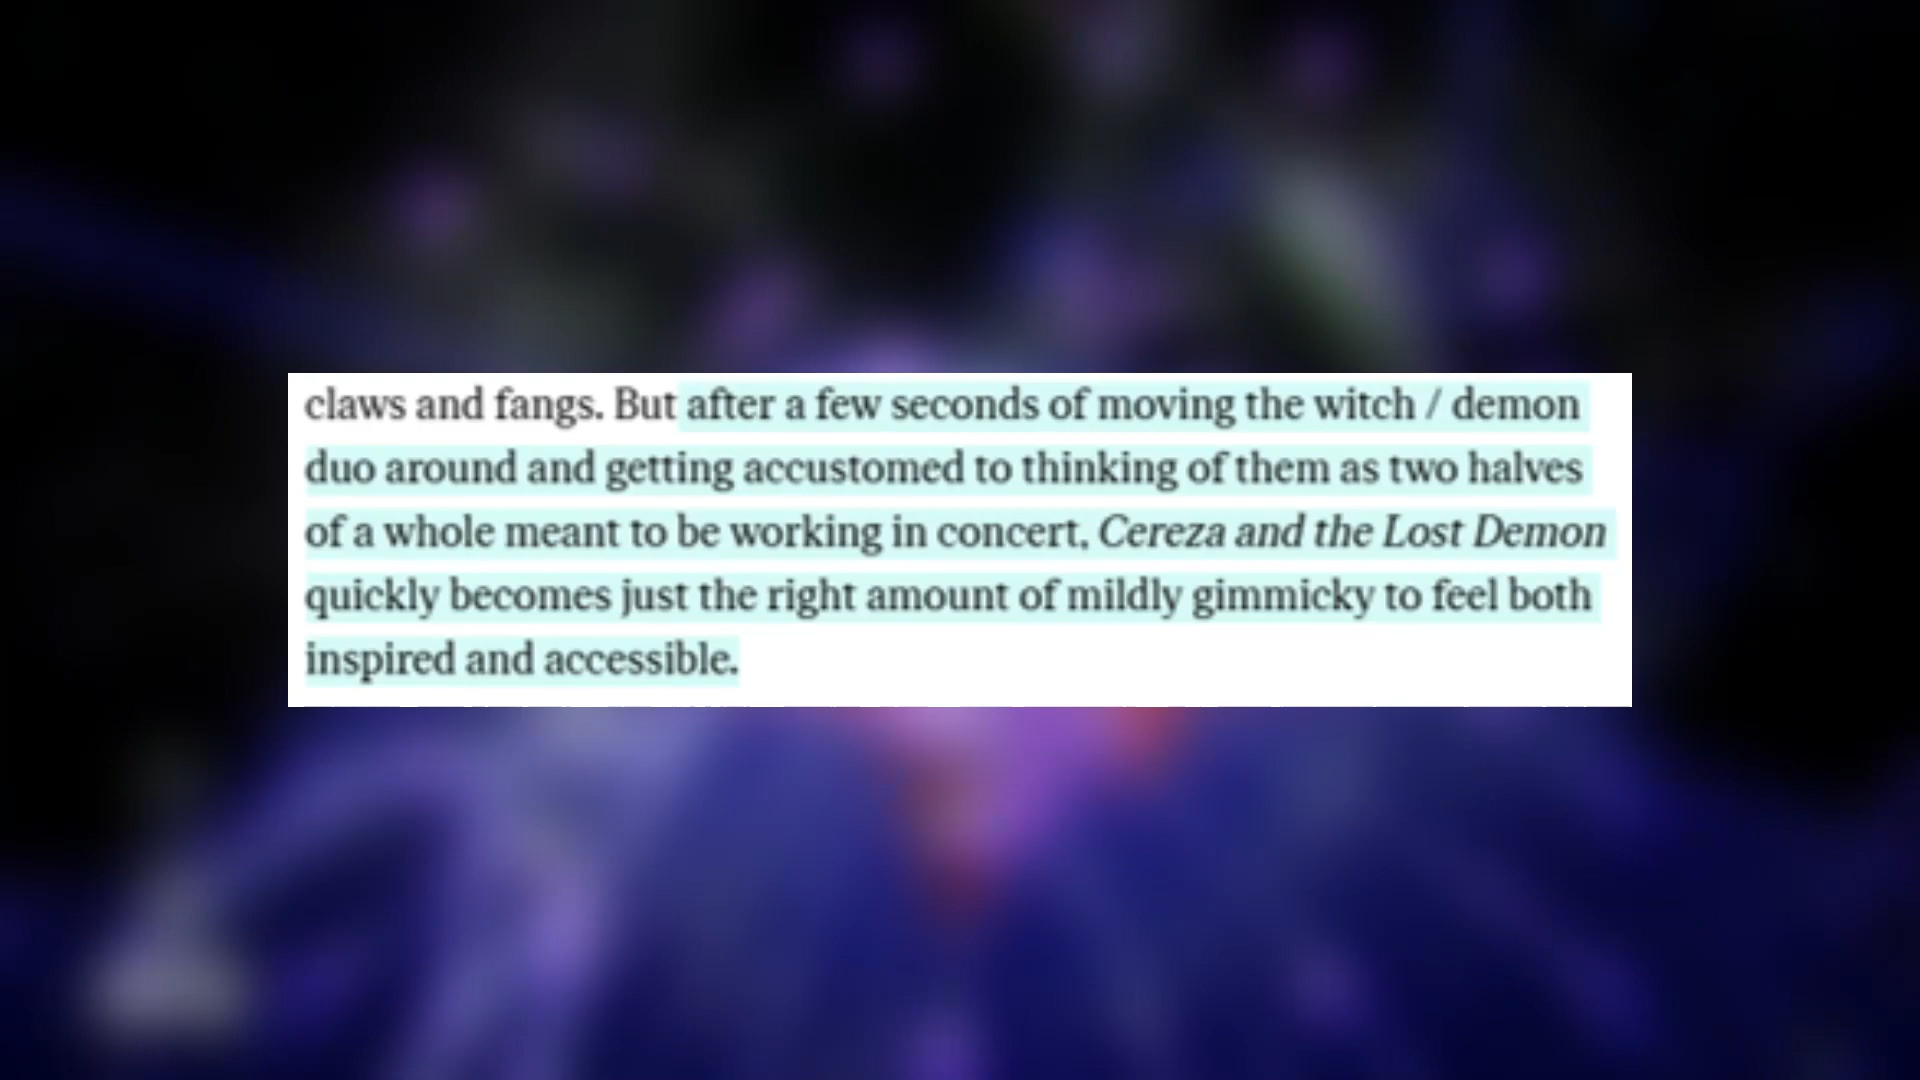 claws and fangs. But after a few seconds of moving the witch / demon
duo around and getting accustomed to thinking of them as two halves
of a whole meant to be working in concert, Cereza and the Lost Demon
quickly becomes just the right amount of mildly gimmicky to feel both
inspired and accessible.